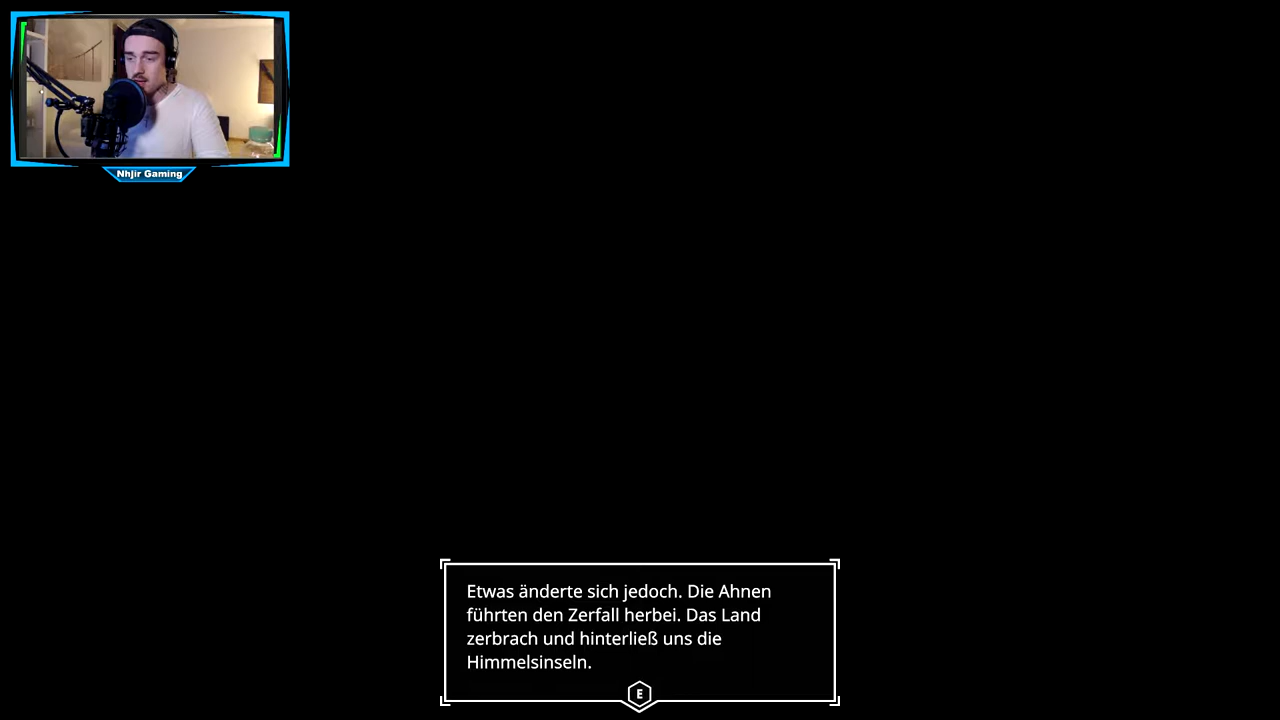 Nhjir Gaming
Etwas änderte sich jedoch. Die Ahnen
führten den Zerfall herbei. Das Land
zerbrach und hinterließ uns die
Himmelsinseln.
E